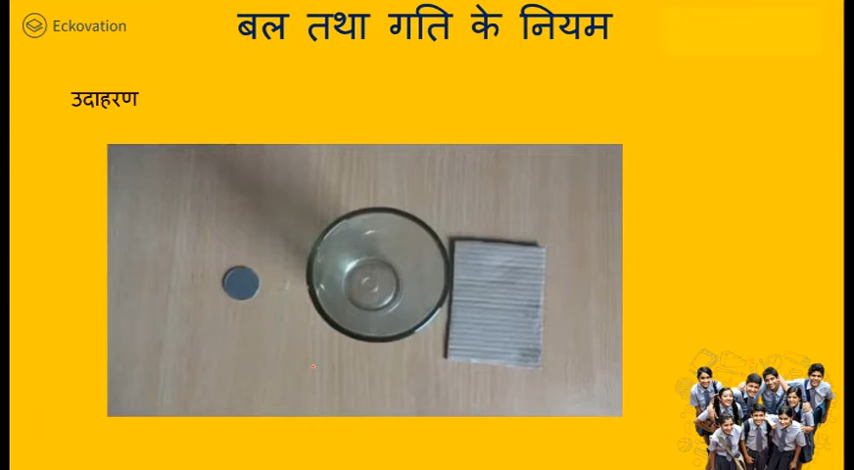 Eckovation
बल तथा गति के नियम
उदाहरण